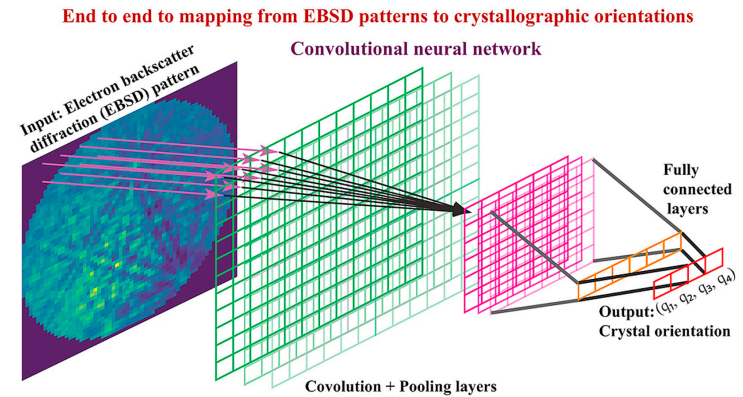 End to end to mapping from EBSD patterns to crystallographic orientations
Convolutional neural network
Input: Electron backscatter
diffraction (EBSD) pattern
Fully
connected
layers
(q1, q2, q3, q4)
Output:
Crystal orientation
Covolution + Pooling layers